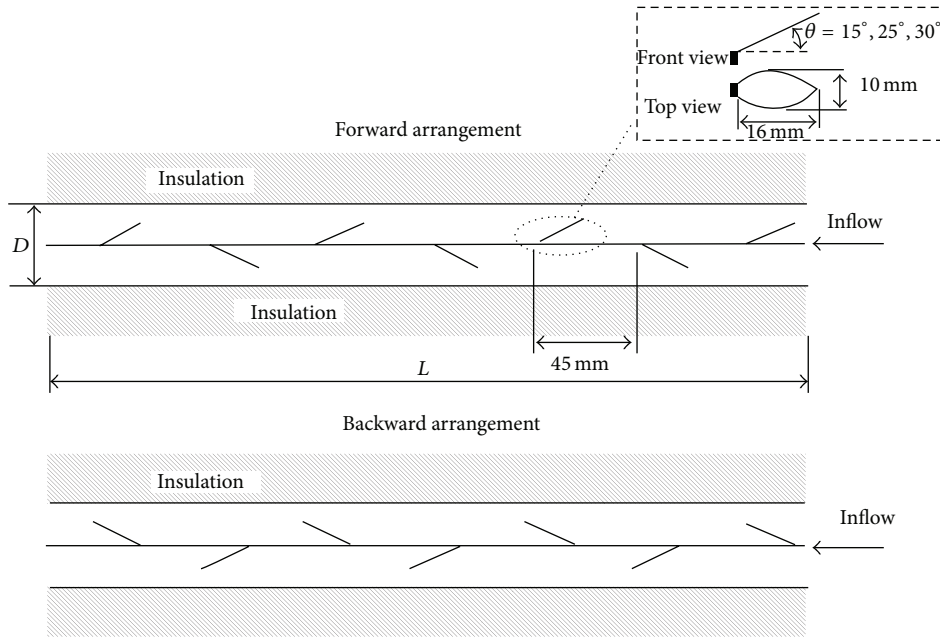 θ = 15°, 25°, 30°
Front view
10 mm
Top view
16 mm
Forward arrangement
Insulation
Inflow
D
Insulation
45 mm
L
Backward arrangement
Insulation
Inflow